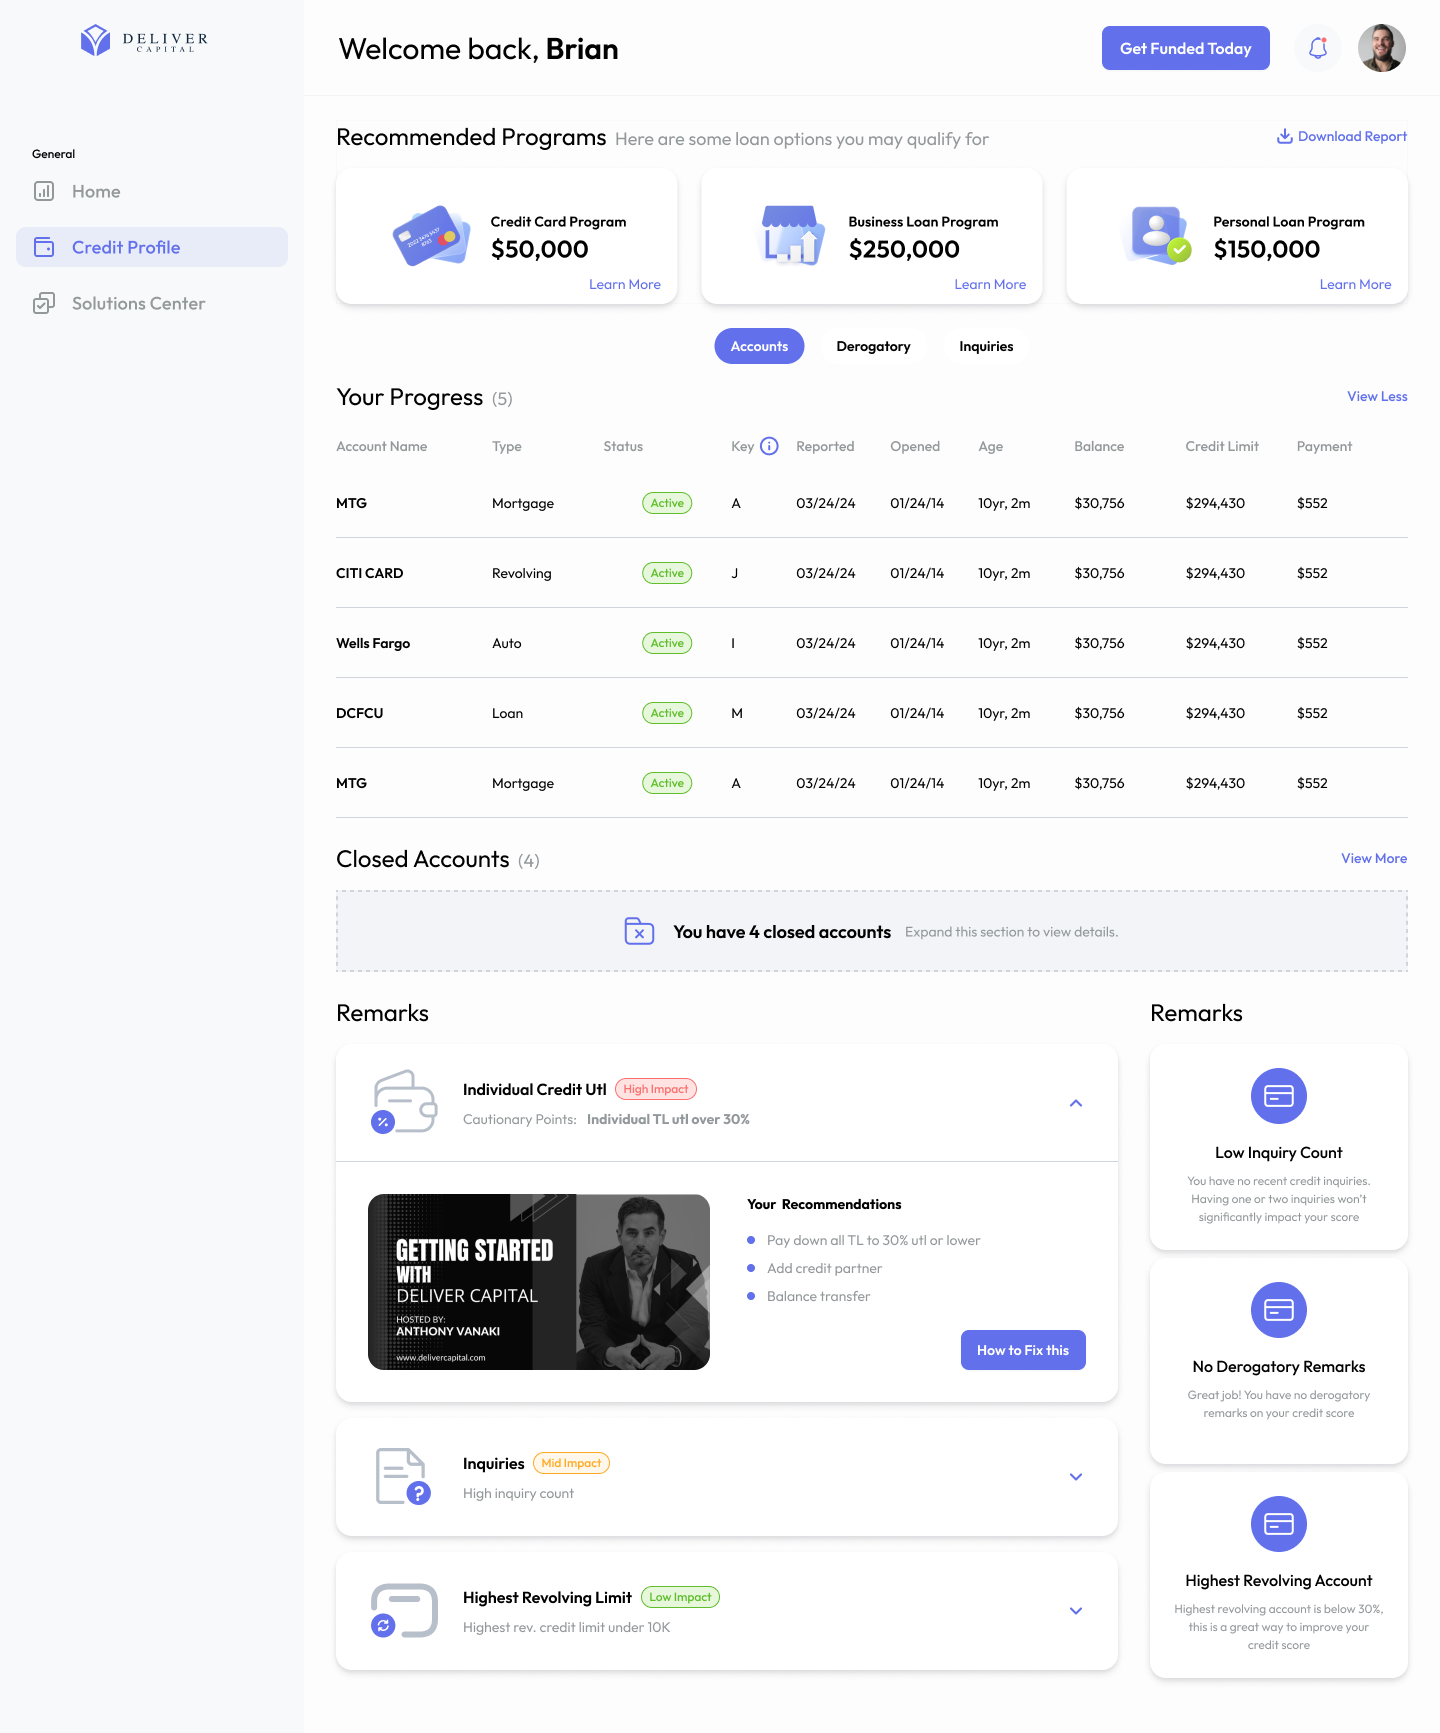 DELIVER
CAPITAL
Welcome back, Brian
Get Funded Today
General
Home
Credit Profile
Solutions Center
Recommended Programs Here are some loan options you may qualify for
Download Report
Credit Card Program
$50,000
Learn More
Business Loan Program
$250,000
Learn More
Personal Loan Program
$150,000
Learn More
Accounts Derogatory Inquiries
Your Progress (5)
View Less
Account Name Type Status Key Reported Opened Age Balance Credit Limit Payment
MTG Mortgage Active A 03/24/24 01/24/14 10yr, 2m $30,756 $294,430 $552
CITI CARD Revolving Active J 03/24/24 01/24/14 10yr, 2m $30,756 $294,430 $552
Wells Fargo Auto Active I 03/24/24 01/24/14 10yr, 2m $30,756 $294,430 $552
DCFCU Loan Active M 03/24/24 01/24/14 10yr, 2m $30,756 $294,430 $552
MTG Mortgage Active A 03/24/24 01/24/14 10yr, 2m $30,756 $294,430 $552
Closed Accounts (4)
View More
You have 4 closed accounts Expand this section to view details.
Remarks
Individual Credit Utl High Impact
Cautionary Points: Individual TL utl over 30%
GETTING STARTED
WITH
DELIVER CAPITAL
HOSTED BY:
ANTHONY VANAKI
www.delivercapital.com
Your Recommendations
Pay down all TL to 30% utl or lower
Add credit partner
Balance transfer
How to Fix this
Inquiries Mid Impact
High inquiry count
Highest Revolving Limit Low Impact
Highest rev. credit limit under 10K
Remarks
Low Inquiry Count
You have no recent credit inquiries.
Having one or two inquiries won't
significantly impact your score
No Derogatory Remarks
Great job! You have no derogatory
remarks on your credit score
Highest Revolving Account
Highest revolving account is below 30%,
this is a great way to improve your
credit score